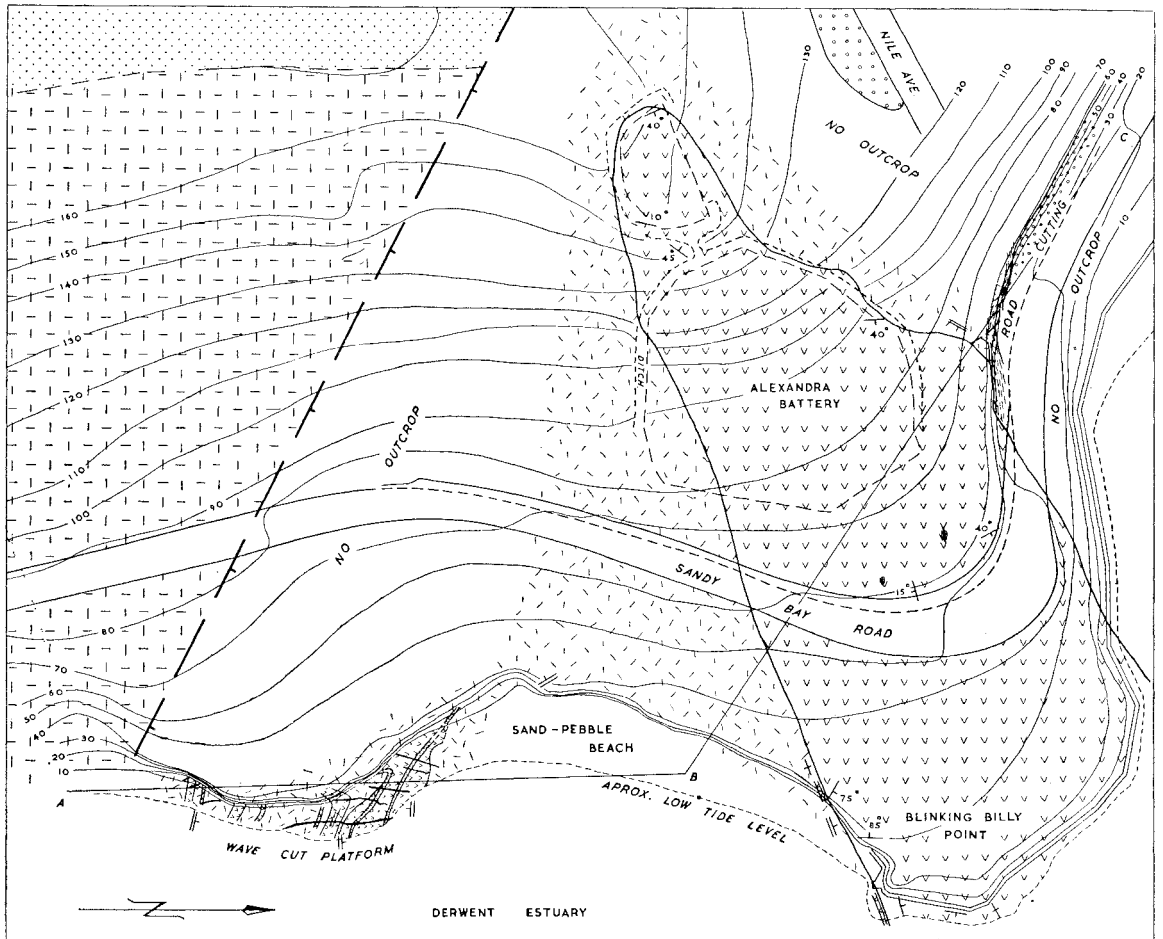 NILE AVE.
130
120
110
100
90
80
70
60
50
40
30
20
C
NO OUTCROP
40°
10°
45
160
150
140
130
120
110
100
90
DITCH
40°
ROAD CUTTING
NO OUTCROP
10
ALEXANDRA
BATTERY
NO OUTCROP
40°
15°
SANDY BAY ROAD
80
70
60
50
40
30
20
10
A
SAND-PEBBLE
BEACH
B
APROX. LOW TIDE LEVEL
75°
85°
BLINKING BILLY
POINT
WAVE CUT PLATFORM
DERWENT ESTUARY